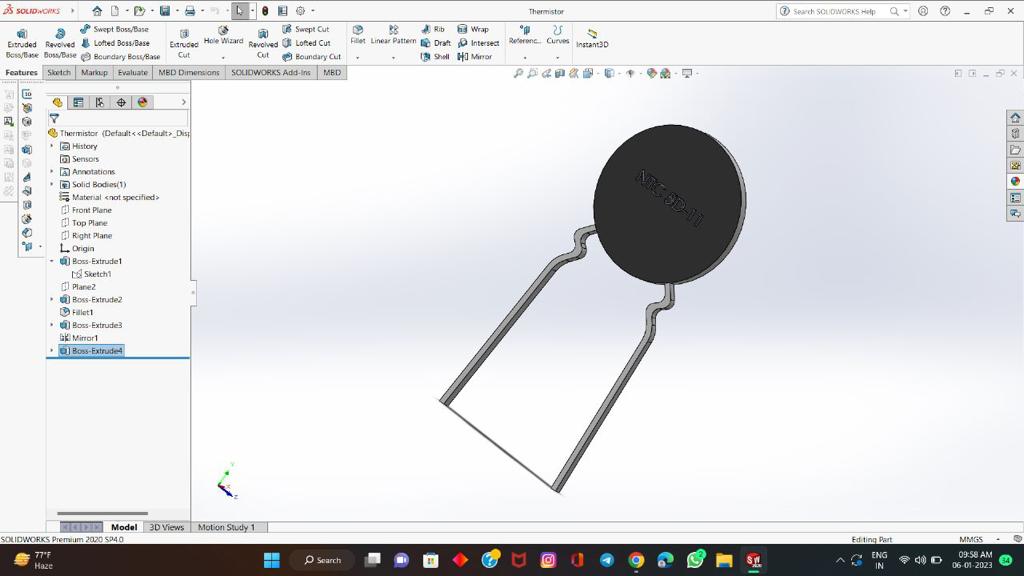 SOLIDWORKS
Thermistor
Search SOLIDWORKS Help
Extruded Boss/Base
Revolved Boss/Base
Swept Boss/Base
Lofted Boss/Base
Boundary Boss/Base
Extruded Cut
Hole Wizard
Revolved Cut
Swept Cut
Lofted Cut
Boundary Cut
Fillet
Linear Pattern
Rib
Draft
Shell
Wrap
Intersect
Mirror
Referenc...
Curves
Instant3D
Features
Sketch
Markup
Evaluate
MBD Dimensions
SOLIDWORKS Add-Ins
MBD
Thermistor (Default<<Default>_Disp
History
Sensors
Annotations
Solid Bodies(1)
Material <not specified>
Front Plane
Top Plane
Right Plane
Origin
Boss-Extrude1
Sketch1
Plane2
Boss-Extrude2
Fillet1
Boss-Extrude3
Mirror1
Boss-Extrude4
NTC 8D-11
Y
Z
Model
3D Views
Motion Study 1
SOLIDWORKS Premium 2020 SP4.0
Editing Part
MMGS
77°F
Haze
Search
ENG
IN
09:58 AM
06-01-2023